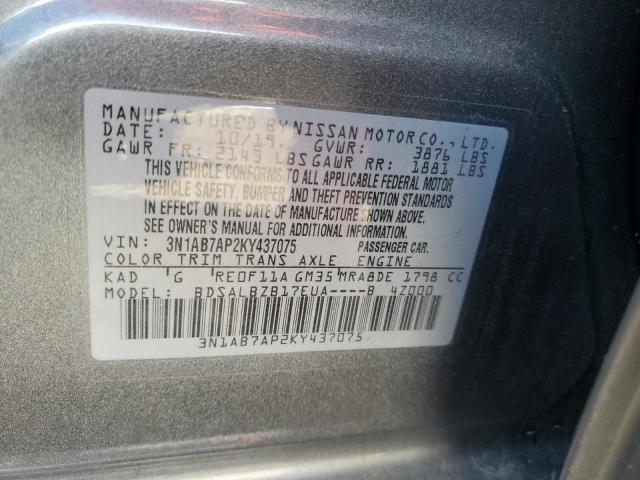 MANUFACTURED BY NISSAN MOTOR CO., LTD.
DATE: 10/19 GVWR: 3876 LBS
GAWR FR: 2143 LBS GAWR RR: 1881 LBS
THIS VEHICLE CONFORMS TO ALL APPLICABLE FEDERAL MOTOR
VEHICLE SAFETY, BUMPER AND THEFT PREVENTION STANDARDS
IN EFFECT ON THE DATE OF MANUFACTURE SHOWN ABOVE.
SEE OWNER'S MANUAL FOR ADDITIONAL INFORMATION.
VIN: 3N1AB7AP2KY437075 PASSENGER CAR.
COLOR TRIM TRANS AXLE ENGINE
KAD G RE0F11A GM35 MRA8DE 1798 CC
MODEL: BDSALBZB17EUA----B 4Z000
3N1AB7AP2KY437075